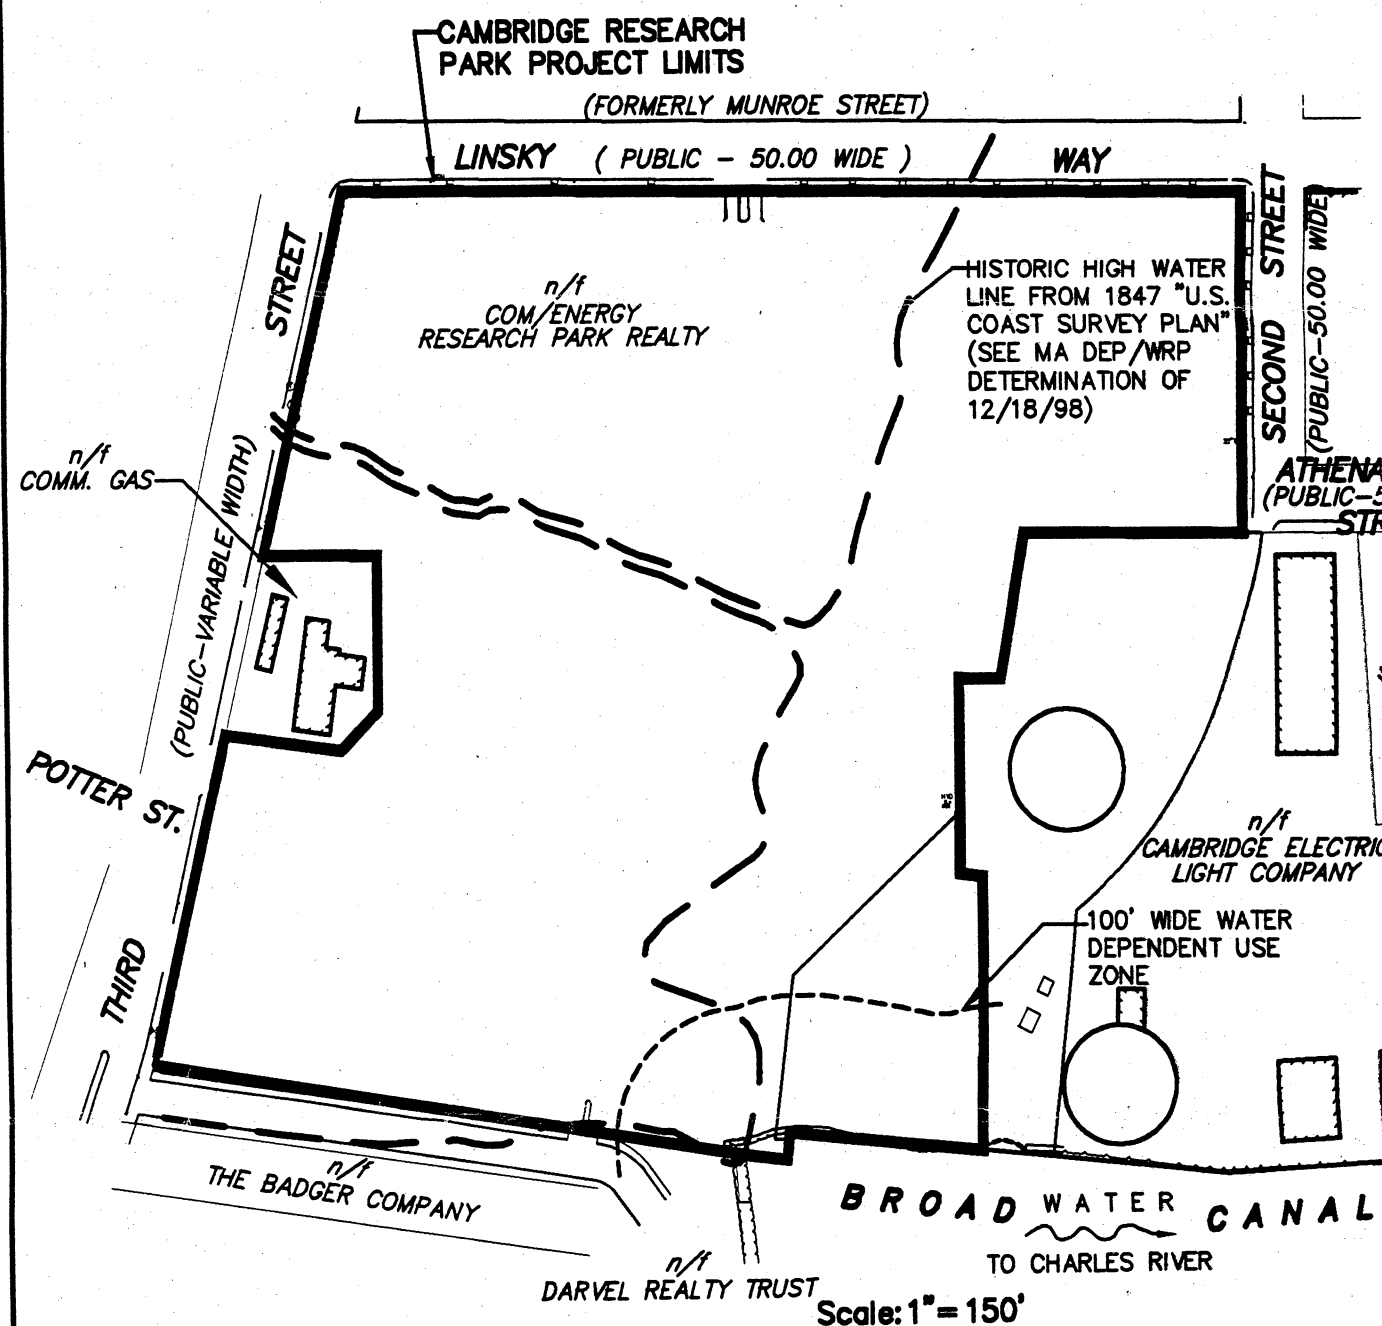 CAMBRIDGE RESEARCH
PARK PROJECT LIMITS
(FORMERLY MUNROE STREET)
LINSKY ( PUBLIC - 50.00 WIDE ) WAY
STREET
n/f
COM/ENERGY
RESEARCH PARK REALTY
HISTORIC HIGH WATER
LINE FROM 1847 "U.S.
COAST SURVEY PLAN"
(SEE MA DEP/WRP
DETERMINATION OF
12/18/98)
SECOND STREET
(PUBLIC-50.00 WIDE)
n/f
COMM. GAS
(PUBLIC-VARIABLE WIDTH)
ATHENA
(PUBLIC-5
STR
POTTER ST.
n/f
CAMBRIDGE ELECTRIC
LIGHT COMPANY
100' WIDE WATER
DEPENDENT USE
ZONE
THIRD
n/f
THE BADGER COMPANY
BROAD WATER CANAL
TO CHARLES RIVER
n/f
DARVEL REALTY TRUST
Scale: 1"= 150'